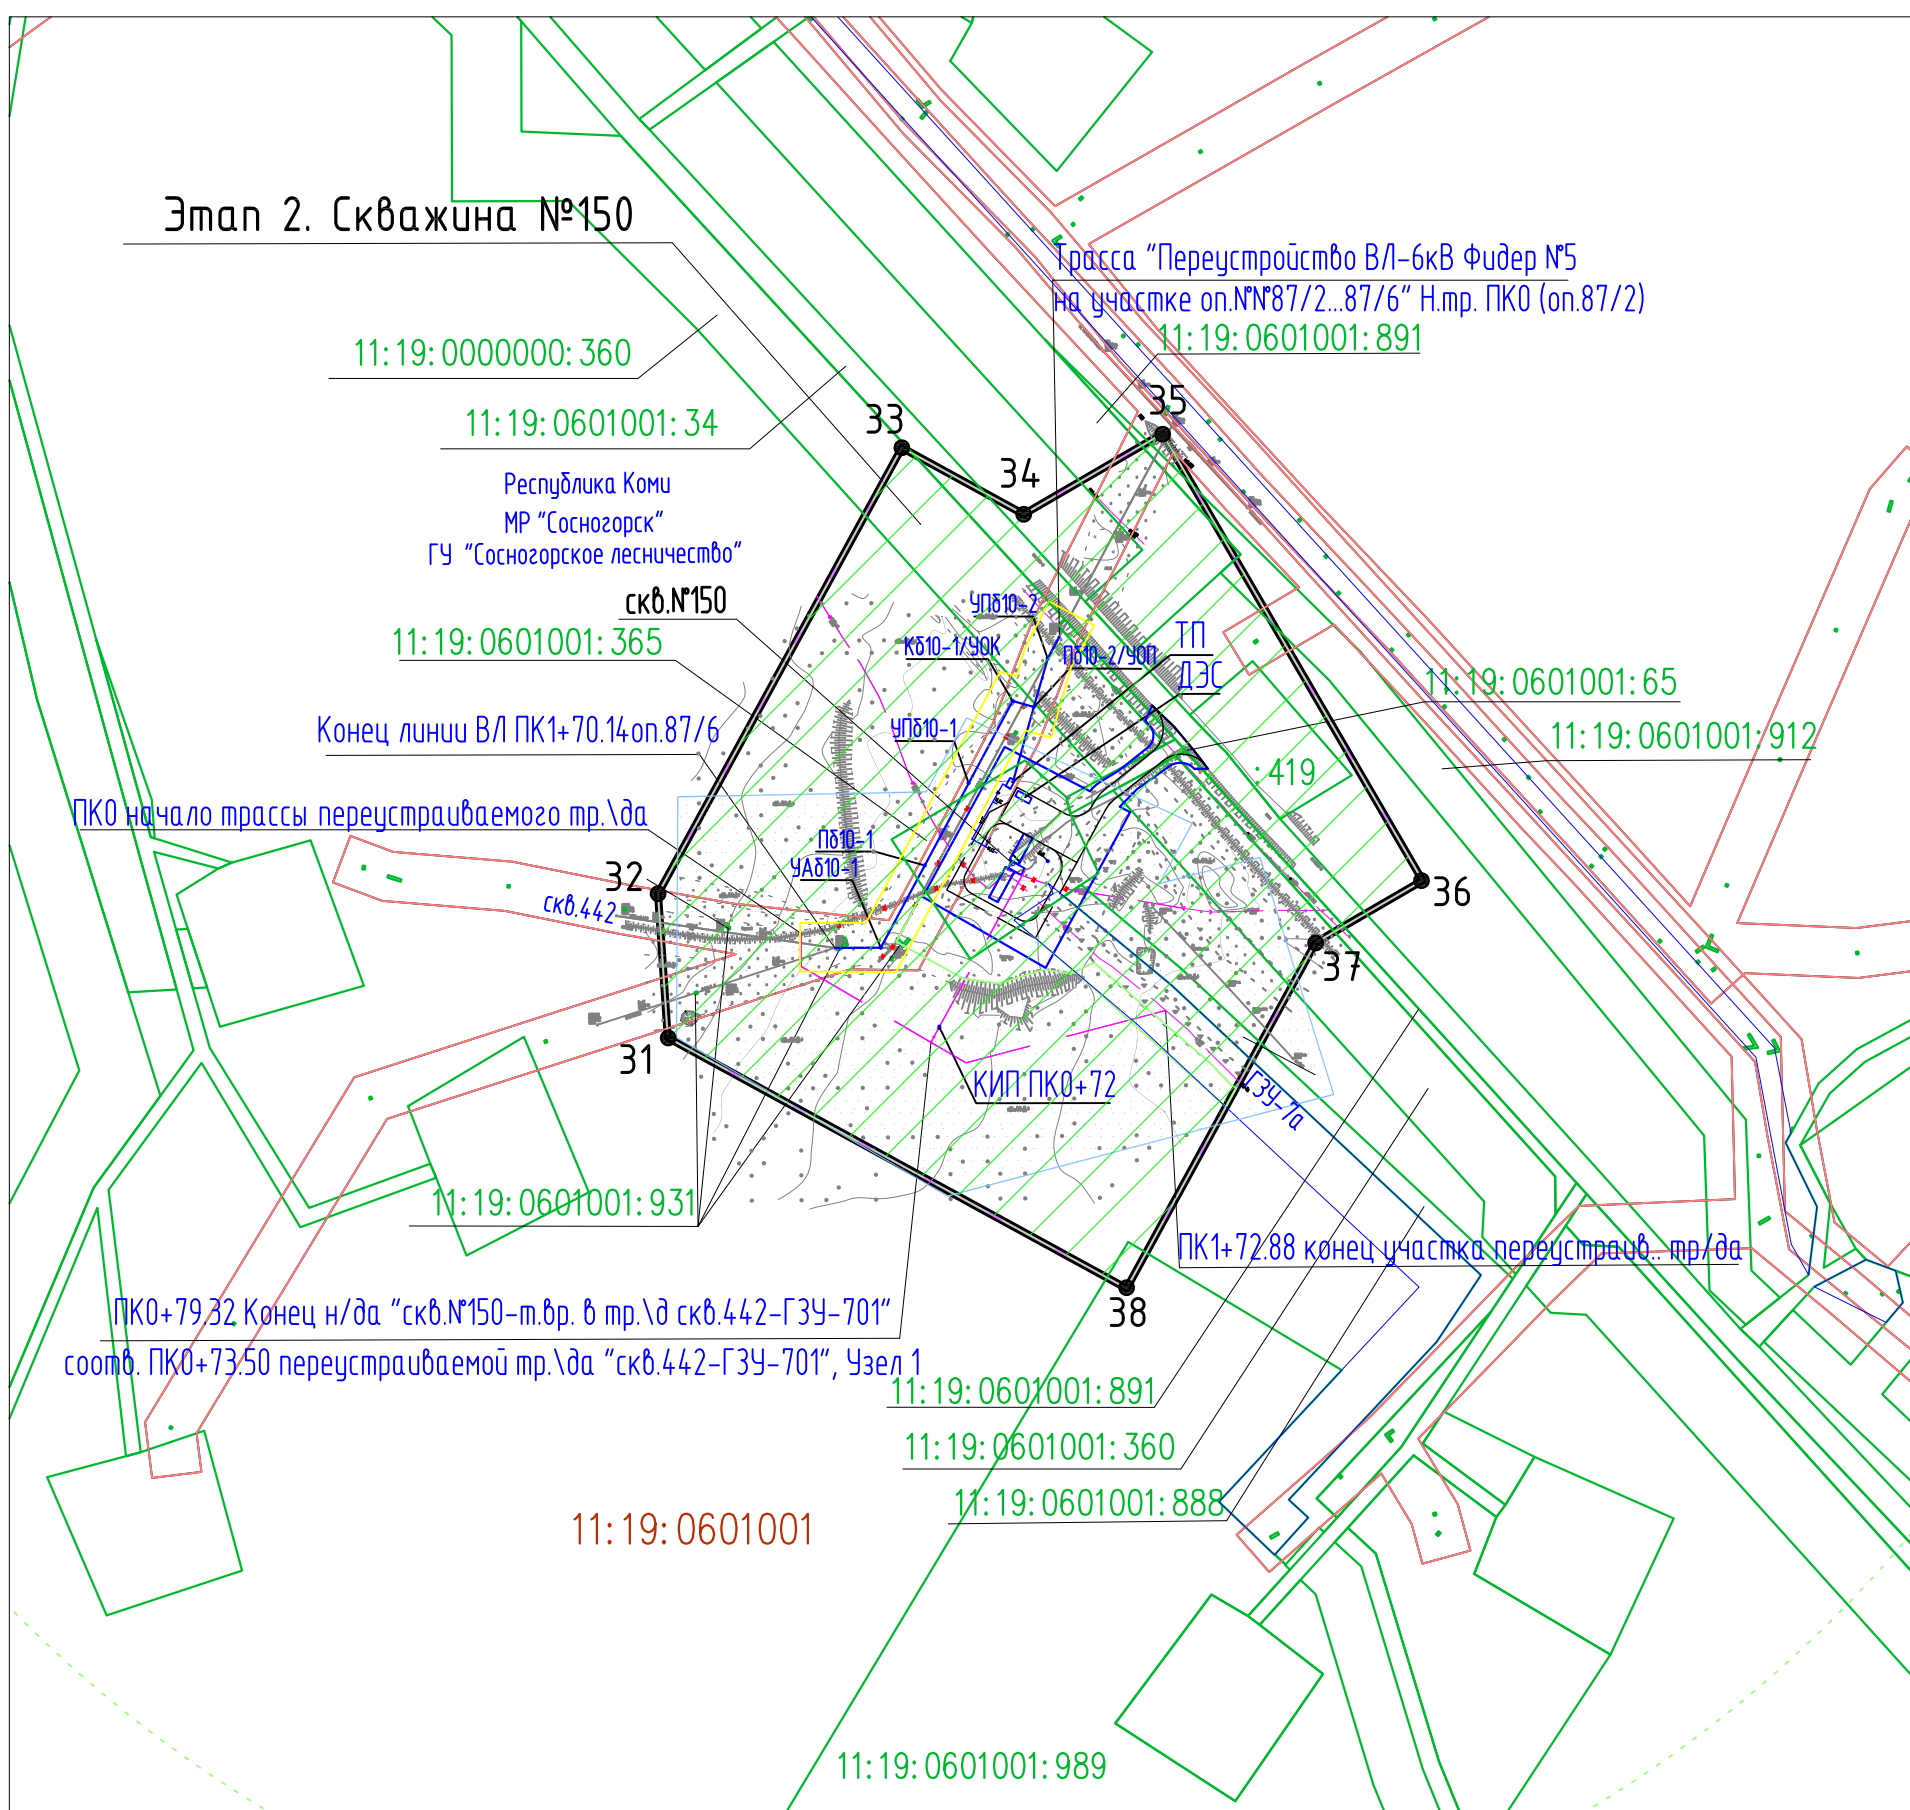 Этап 2. Скважина №150
Трасса "Переустройство ВЛ-6кВ Фидер №5
на участке оп.№№87/2...87/6" Н.тр. ПК0 (оп.87/2)
11:19:0601001:891
11:19:0000000:360
11:19:0601001:34
33
35
34
Республика Коми
МР "Сосногорск"
ГУ "Сосногорское лесничество"
скв.№150
11:19:0601001:365
УПб10-2
Кб10-1/УОК
Пб10-2/УОП
ТП
ДЭС
11:19:0601001:65
11:19:0601001:912
Конец линии ВЛ ПК1+70.14оп.87/6
УПб10-1
:419
ПК0 начало трассы переустраиваемого тр.\да
Пб10-1
УАб10-1
32
скв.442
36
37
31
КИП ПК0+72
ГЗУ-7а
11:19:0601001:931
ПК1+72.88 конец участка переустраив.. тр/да
38
ПК0+79.32 Конец н/да "скв.№150-т.вр. в тр.\д скв.442-ГЗУ-701"
соотв. ПК0+73.50 переустраиваемой тр.\да "скв.442-ГЗУ-701", Узел 1
11:19:0601001:891
11:19:0601001:360
11:19:0601001:888
11:19:0601001
11:19:0601001:989